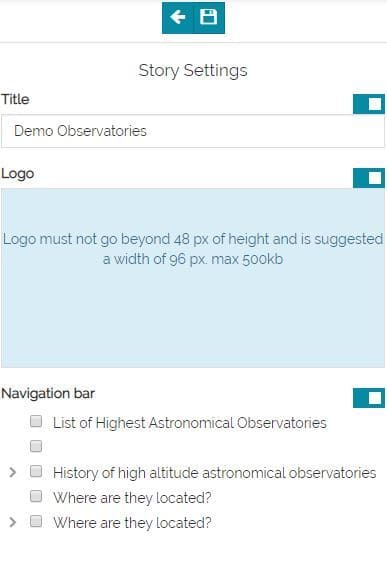 Story Settings
Title
Demo Observatories
Logo
Logo must not go beyond 48 px of height and is suggested
a width of 96 px. max 500kb
Navigation bar
List of Highest Astronomical Observatories
History of high altitude astronomical observatories
Where are they located?
Where are they located?